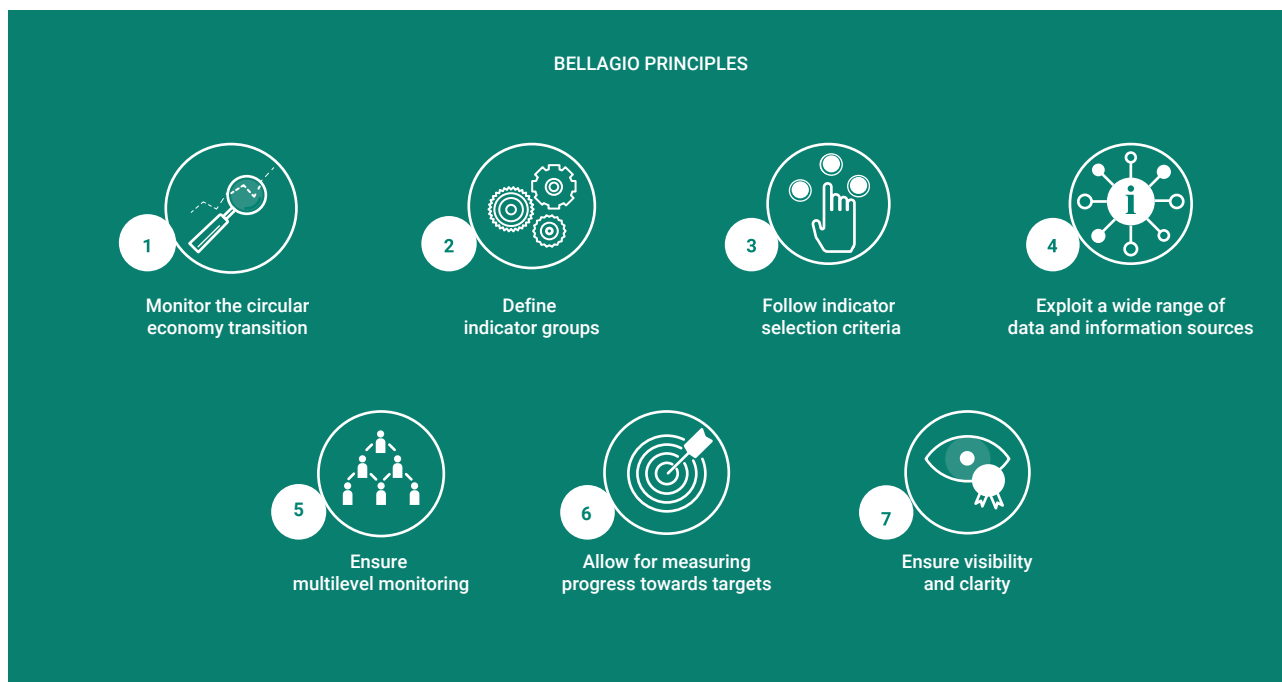 BELLAGIO PRINCIPLES
1
Monitor the circular
economy transition
2
Define
indicator groups
3
Follow indicator
selection criteria
4
i
Exploit a wide range of
data and information sources
5
Ensure
multilevel monitoring
6
Allow for measuring
progress towards targets
7
Ensure visibility
and clarity